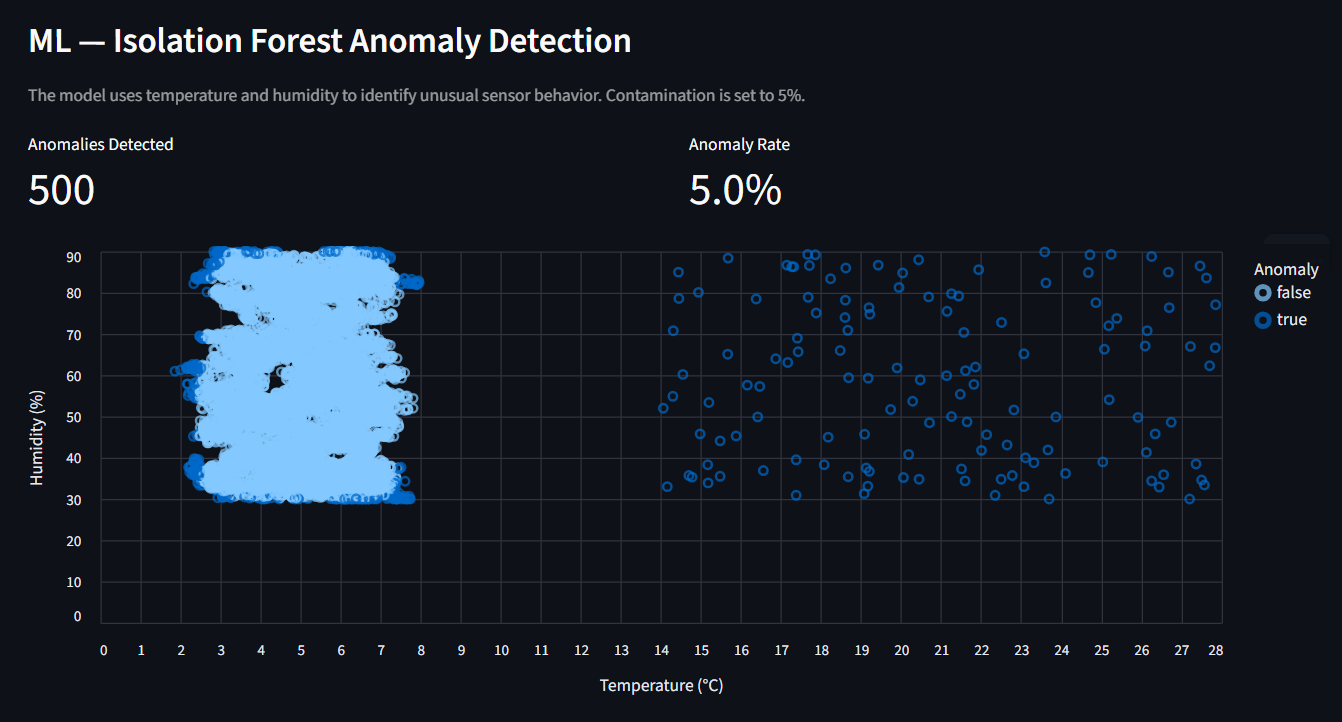 ML — Isolation Forest Anomaly Detection
The model uses temperature and humidity to identify unusual sensor behavior. Contamination is set to 5%.
Anomalies Detected
Anomaly Rate
500
5.0%
90
80
70
60
50
40
30
20
10
0
Humidity (%)
0 1 2 3 4 5 6 7 8 9 10 11 12 13 14 15 16 17 18 19 20 21 22 23 24 25 26 27 28
Temperature (°C)
Anomaly
false
true